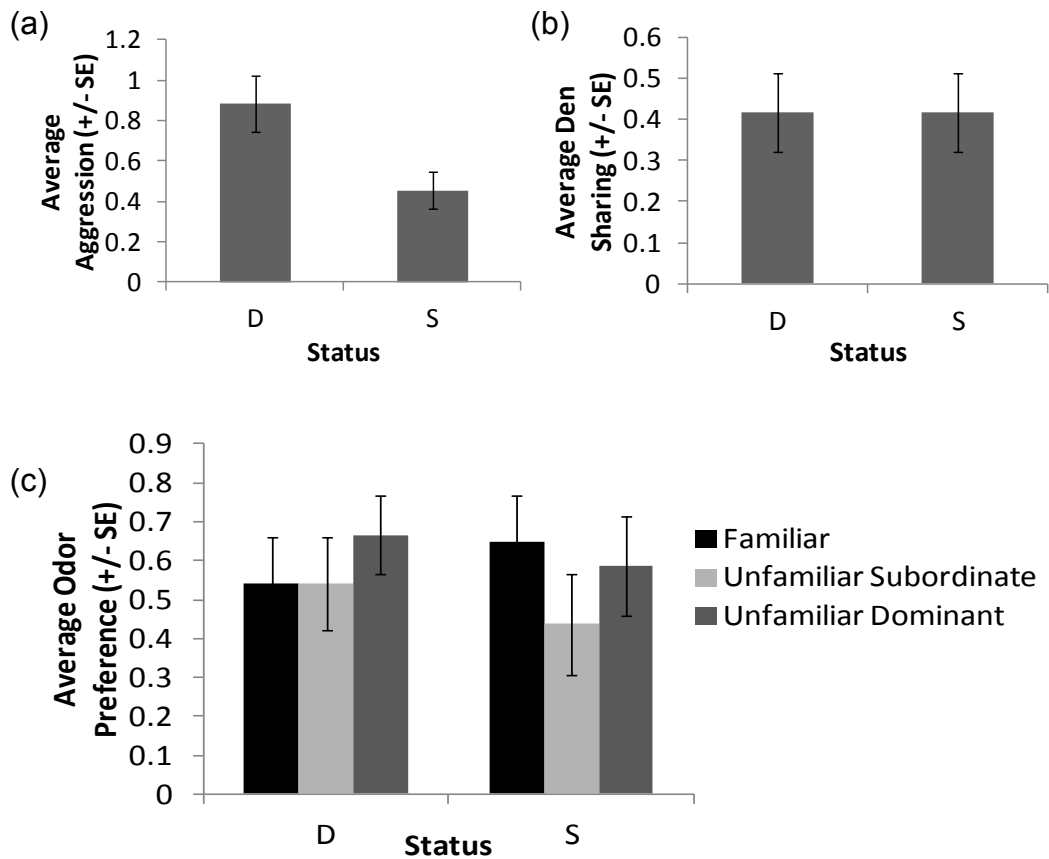 (a)
Average
Aggression (+/- SE)
1.2
1
0.8
0.6
0.4
0.2
0
D
S
Status
(b)
Average Den
Sharing (+/- SE)
0.6
0.5
0.4
0.3
0.2
0.1
0
D
S
Status
(c)
Average Odor
Preference (+/- SE)
0.9
0.8
0.7
0.6
0.5
0.4
0.3
0.2
0.1
0
D
S
Status
Familiar
Unfamiliar Subordinate
Unfamiliar Dominant